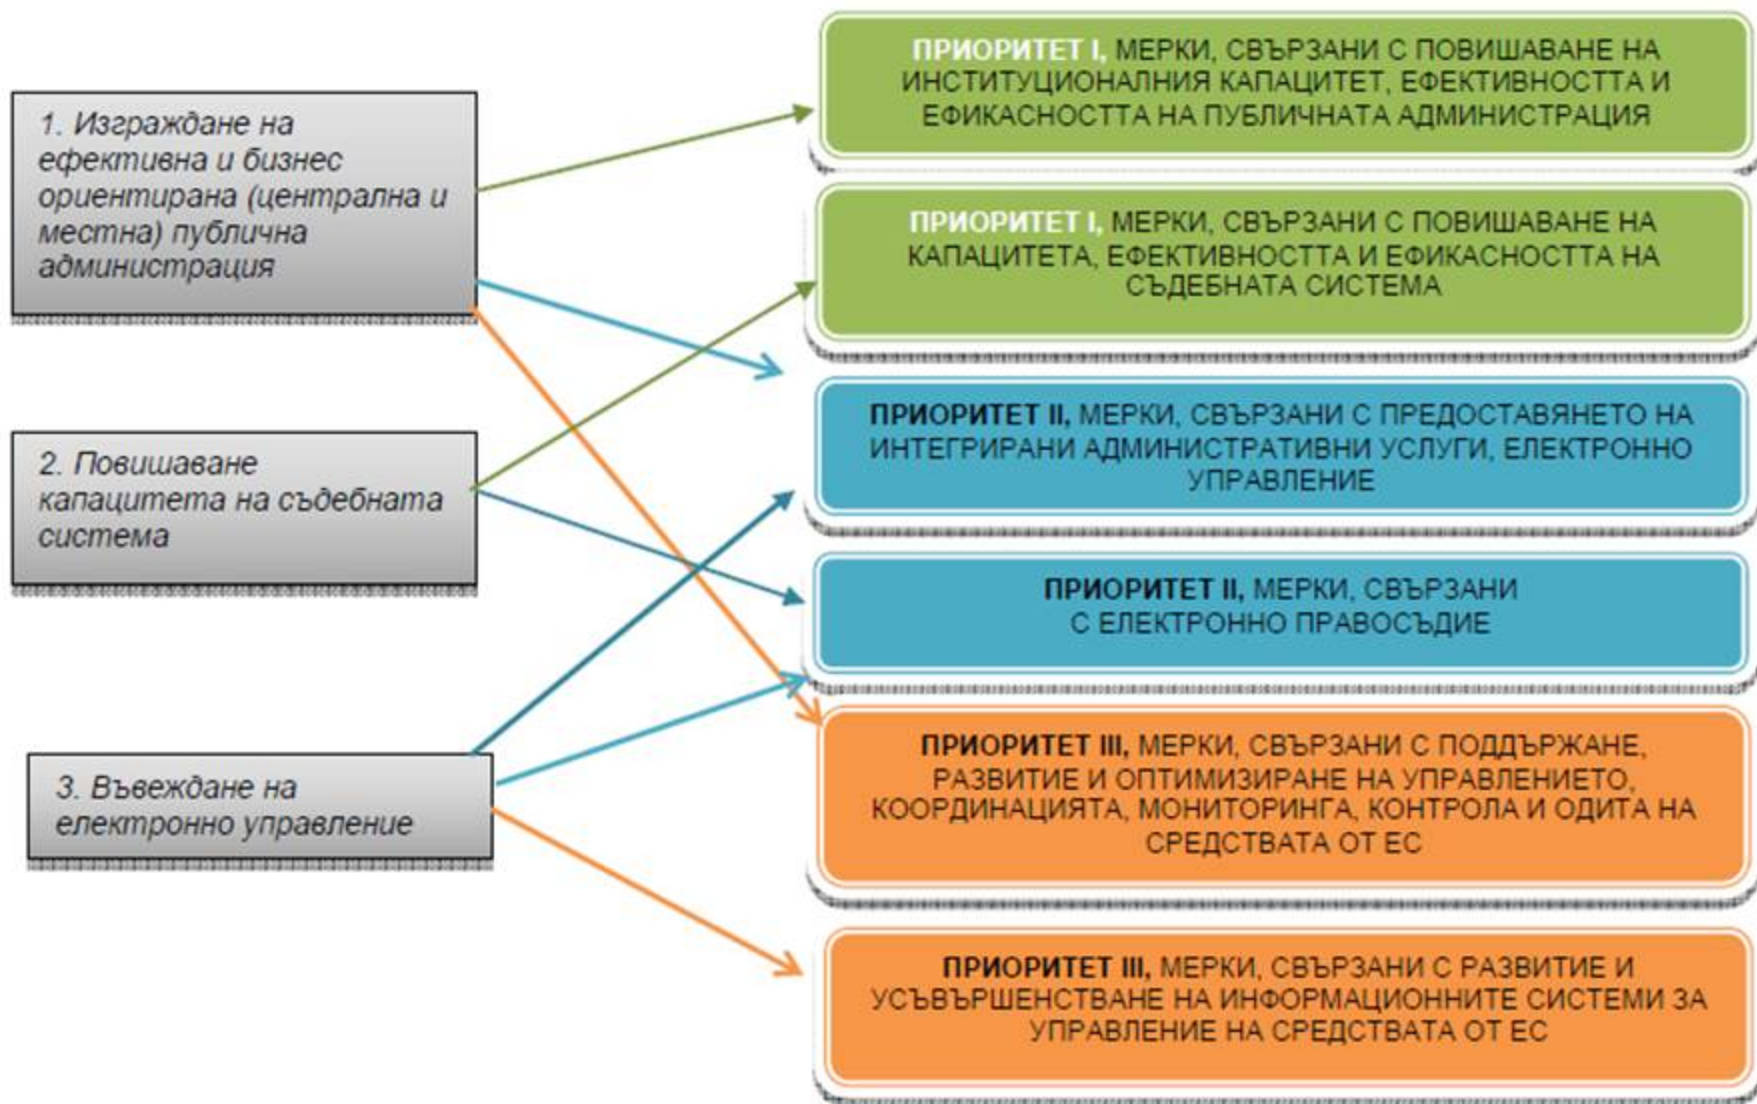 1. Изграждане на
ефективна и бизнес
ориентирана (централна и
местна) публична
администрация
2. Повишаване
капацитета на съдебната
система
3. Въвеждане на
електронно управление
ПРИОРИТЕТ I, МЕРКИ, СВЪРЗАНИ С ПОВИШАВАНЕ НА
ИНСТИТУЦИОНАЛНИЯ КАПАЦИТЕТ, ЕФЕКТИВНОСТТА И
ЕФИКАСНОСТТА НА ПУБЛИЧНАТА АДМИНИСТРАЦИЯ
ПРИОРИТЕТ I, МЕРКИ, СВЪРЗАНИ С ПОВИШАВАНЕ НА
КАПАЦИТЕТА, ЕФЕКТИВНОСТТА И ЕФИКАСНОСТТА НА
СЪДЕБНАТА СИСТЕМА
ПРИОРИТЕТ II, МЕРКИ, СВЪРЗАНИ С ПРЕДОСТАВЯНЕТО НА
ИНТЕГРИРАНИ АДМИНИСТРАТИВНИ УСЛУГИ, ЕЛЕКТРОННО
УПРАВЛЕНИЕ
ПРИОРИТЕТ II, МЕРКИ, СВЪРЗАНИ
С ЕЛЕКТРОННО ПРАВОСЪДИЕ
ПРИОРИТЕТ III, МЕРКИ, СВЪРЗАНИ С ПОДДЪРЖАНЕ,
РАЗВИТИЕ И ОПТИМИЗИРАНЕ НА УПРАВЛЕНИЕТО,
КООРДИНАЦИЯТА, МОНИТОРИНГА, КОНТРОЛА И ОДИТА НА
СРЕДСТВАТА ОТ ЕС
ПРИОРИТЕТ III, МЕРКИ, СВЪРЗАНИ С РАЗВИТИЕ И
УСЪВЪРШЕНСТВАНЕ НА ИНФОРМАЦИОННИТЕ СИСТЕМИ ЗА
УПРАВЛЕНИЕ НА СРЕДСТВАТА ОТ ЕС